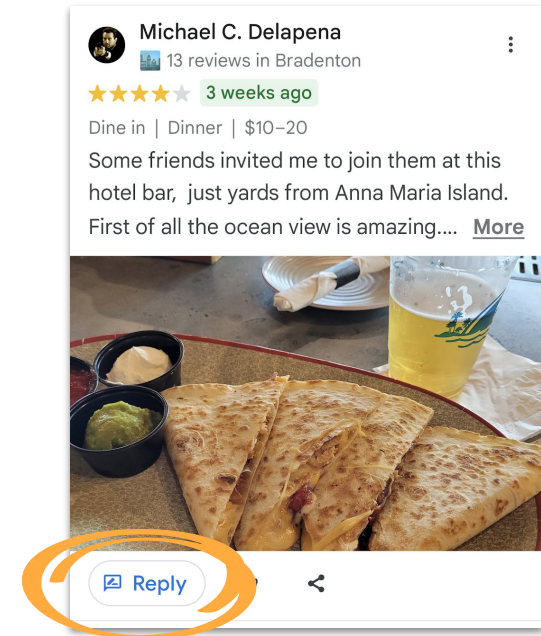 Michael C. Delapena
13 reviews in Bradenton
3 weeks ago
Dine in | Dinner | $10–20
Some friends invited me to join them at this
hotel bar, just yards from Anna Maria Island.
First of all the ocean view is amazing.... More
Reply